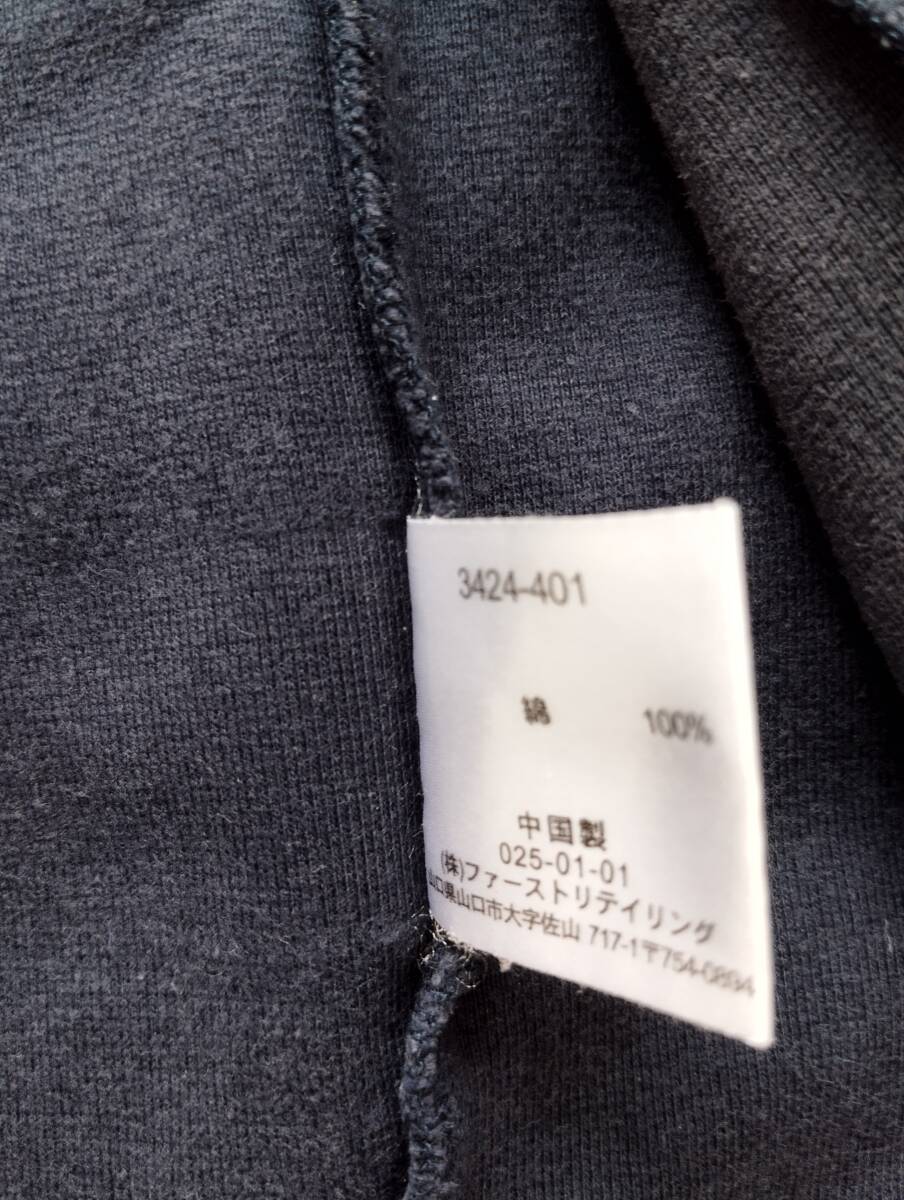 3424-401
綿 100%
中国製
025-01-01
(株)ファーストリテイリング
山口県山口市大字佐山 717-1〒754-0894